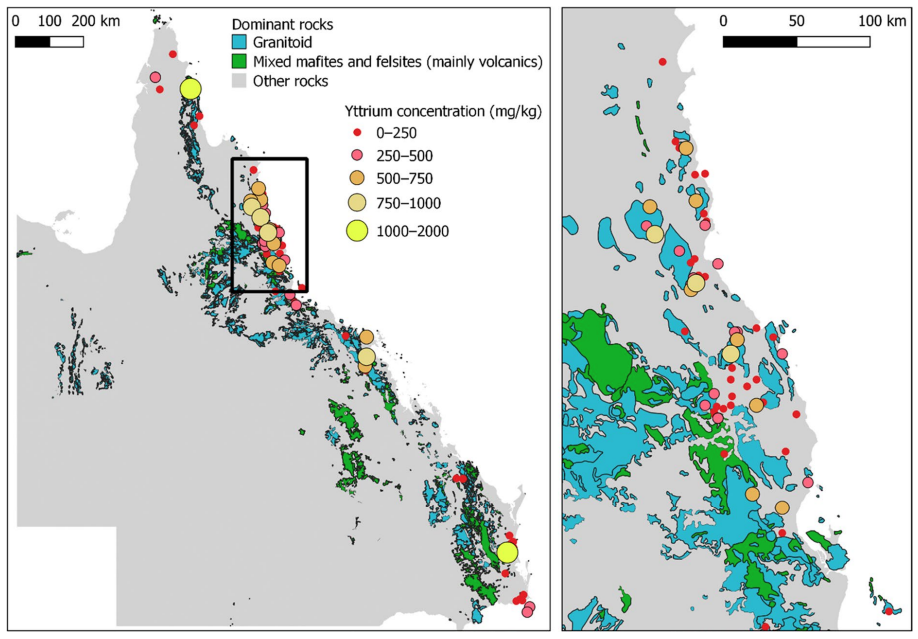 0 100 200 km
Dominant rocks
Granitoid
Mixed mafites and felsites (mainly volcanics)
Other rocks
Yttrium concentration (mg/kg)
0–250
250–500
500–750
750–1000
1000–2000
0 50 100 km